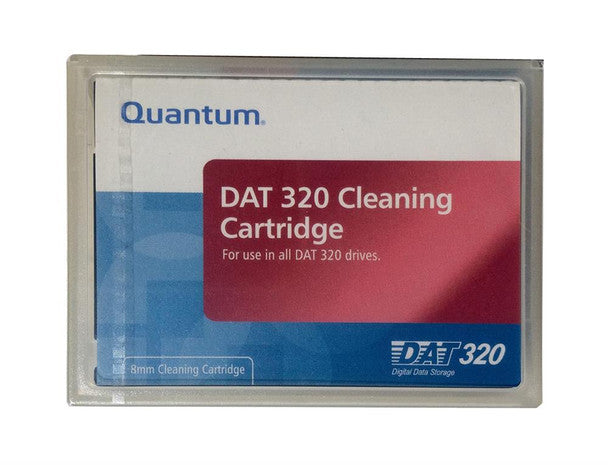 Quantum®
DAT 320 Cleaning
Cartridge
For use in all DAT 320 drives.
8mm Cleaning Cartridge
DAT 320
Digital Data Storage